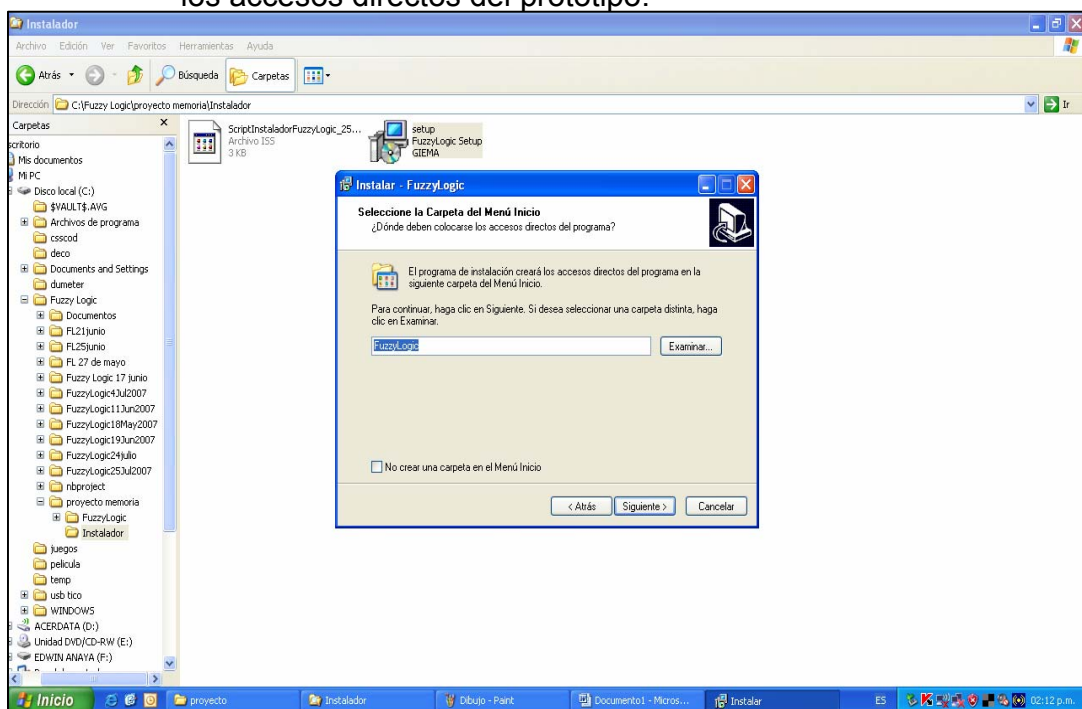 los accesos directos del prototipo.
Instalador
Archivo Edición Ver Favoritos Herramientas Ayuda
Atrás Búsqueda Carpetas
Dirección C:\Fuzzy Logic\proyecto memoria\Instalador Ir
Carpetas
scritorio
Mis documentos
Mi PC
Disco local (C:)
$VAULT$.AVG
Archivos de programa
csscod
deco
Documents and Settings
dumeter
Fuzzy Logic
Documentos
FL21junio
FL25junio
FL 27 de mayo
Fuzzy Logic 17 junio
FuzzyLogic4Jul2007
FuzzyLogic11Jun2007
FuzzyLogic18May2007
FuzzyLogic19Jun2007
FuzzyLogic24julio
FuzzyLogic25Jul2007
nbproject
proyecto memoria
FuzzyLogic
Instalador
juegos
pelicula
temp
usb tico
WINDOWS
ACERDATA (D:)
Unidad DVD/CD-RW (E:)
EDWIN ANAYA (F:)
ScriptInstaladorFuzzyLogic_25...
Archivo ISS
3 KB
setup
FuzzyLogic Setup
GIEMA
Instalar - FuzzyLogic
Seleccione la Carpeta del Menú Inicio
¿Dónde deben colocarse los accesos directos del programa?
El programa de instalación creará los accesos directos del programa en la
siguiente carpeta del Menú Inicio.
Para continuar, haga clic en Siguiente. Si desea seleccionar una carpeta distinta, haga
clic en Examinar.
FuzzyLogic Examinar...
No crear una carpeta en el Menú Inicio
< Atrás Siguiente > Cancelar
Inicio proyecto Instalador Dibujo - Paint Documento1 - Micros... Instalar ES 02:12 p.m.